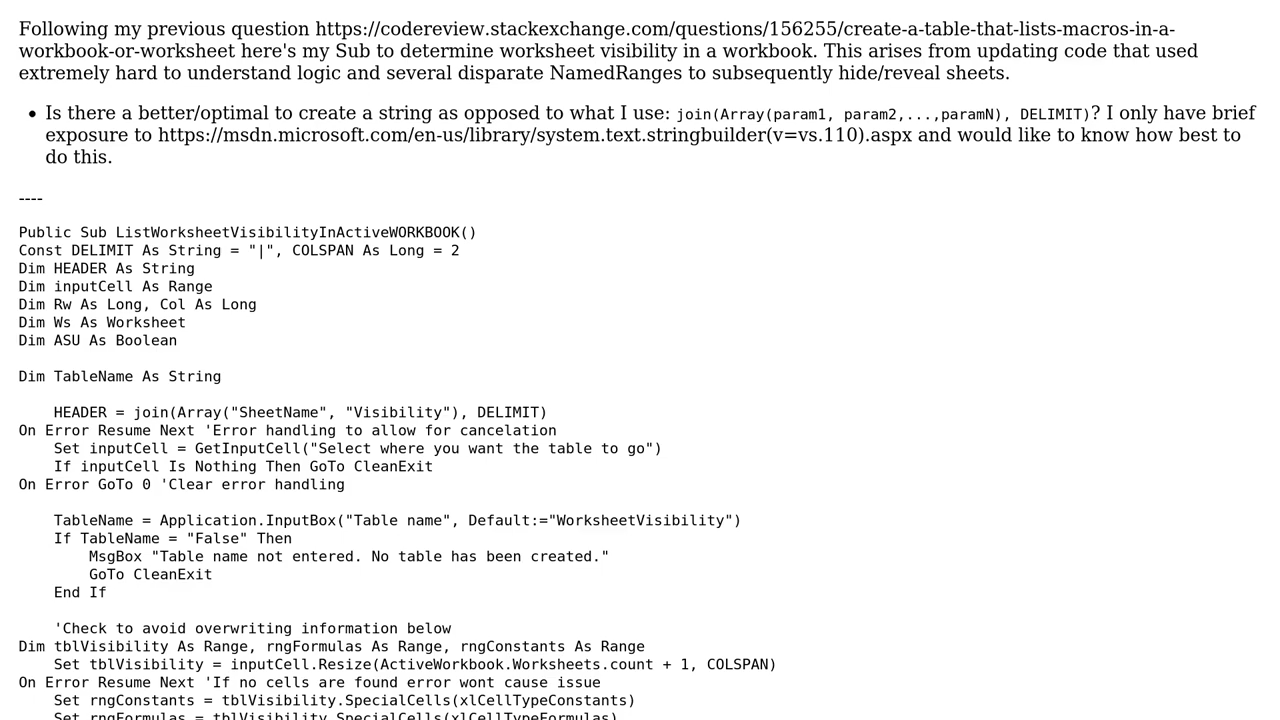 Following my previous question https://codereview.stackexchange.com/questions/156255/create-a-table-that-lists-macros-in-a-
workbook-or-worksheet here's my Sub to determine worksheet visibility in a workbook. This arises from updating code that used
extremely hard to understand logic and several disparate NamedRanges to subsequently hide/reveal sheets.
• Is there a better/optimal to create a string as opposed to what I use: join(Array(param1, param2,...,paramN), DELIMIT)? I only have brief
exposure to https://msdn.microsoft.com/en-us/library/system.text.stringbuilder(v=vs.110).aspx and would like to know how best to
do this.
----
Public Sub ListWorksheetVisibilityInActiveWORKBOOK()
Const DELIMIT As String = "|", COLSPAN As Long = 2
Dim HEADER As String
Dim inputCell As Range
Dim Rw As Long, Col As Long
Dim Ws As Worksheet
Dim ASU As Boolean
Dim TableName As String
    HEADER = join(Array("SheetName", "Visibility"), DELIMIT)
On Error Resume Next 'Error handling to allow for cancelation
    Set inputCell = GetInputCell("Select where you want the table to go")
    If inputCell Is Nothing Then GoTo CleanExit
On Error GoTo 0 'Clear error handling
    TableName = Application.InputBox("Table name", Default:="WorksheetVisibility")
    If TableName = "False" Then
        MsgBox "Table name not entered. No table has been created."
        GoTo CleanExit
    End If
    'Check to avoid overwriting information below
Dim tblVisibility As Range, rngFormulas As Range, rngConstants As Range
    Set tblVisibility = inputCell.Resize(ActiveWorkbook.Worksheets.count + 1, COLSPAN)
On Error Resume Next 'If no cells are found error wont cause issue
    Set rngConstants = tblVisibility.SpecialCells(xlCellTypeConstants)
    Set rngFormulas = tblVisibility.SpecialCells(xlCellTypeFormulas)